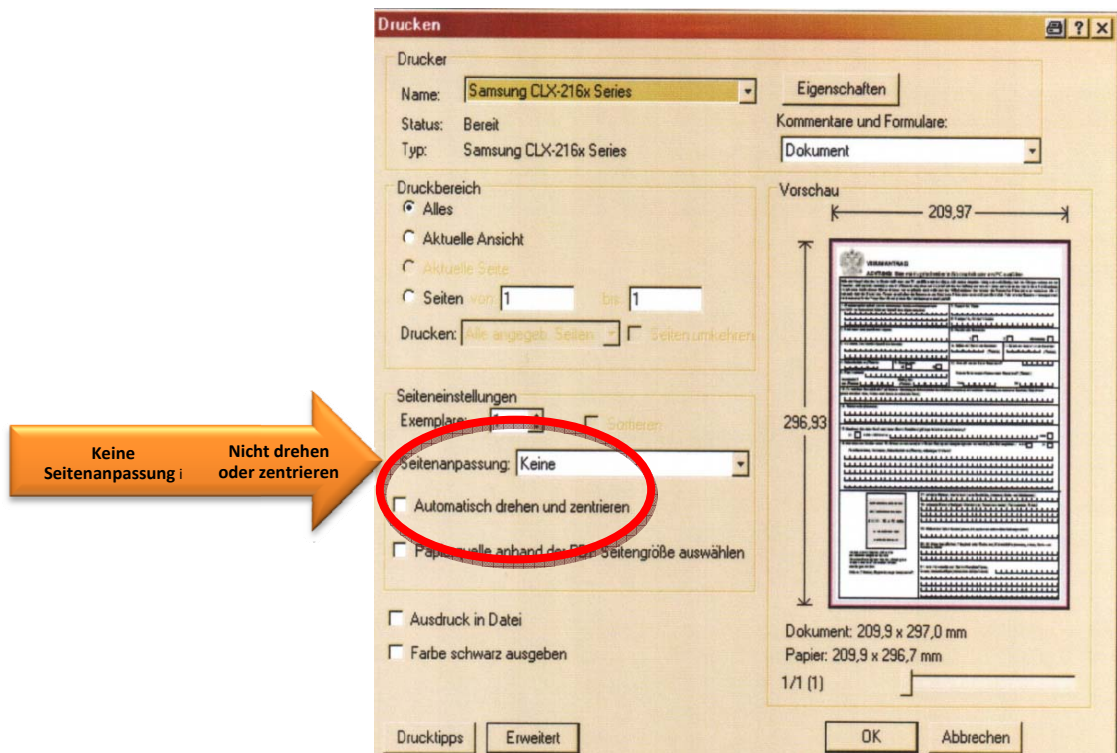 Drucken
Drucker
Name: Samsung CLX-216x Series
Eigenschaften
Status: Bereit
Kommentare und Formulare:
Typ: Samsung CLX-216x Series
Dokument
Druckbereich
Alles
Aktuelle Ansicht
Aktuelle Seite
Seiten von 1 bis 1
Drucken: Alle angegeb. Seiten Seiten umkehren
Seiteneinstellungen
Exemplare: 1 Sortieren
Seitenanpassung: Keine
Automatisch drehen und zentrieren
Papierquelle anhand der PDF Seitengröße auswählen
Ausdruck in Datei
Farbe schwarz ausgeben
Drucktipps
Erweitert
Vorschau
209,97
296,93
VISUMANTRAG
Dokument: 209,9 x 297,0 mm
Papier: 209,9 x 296,7 mm
1/1 (1)
OK
Abbrechen
Keine
Seitenanpassung i
Nicht drehen
oder zentrieren